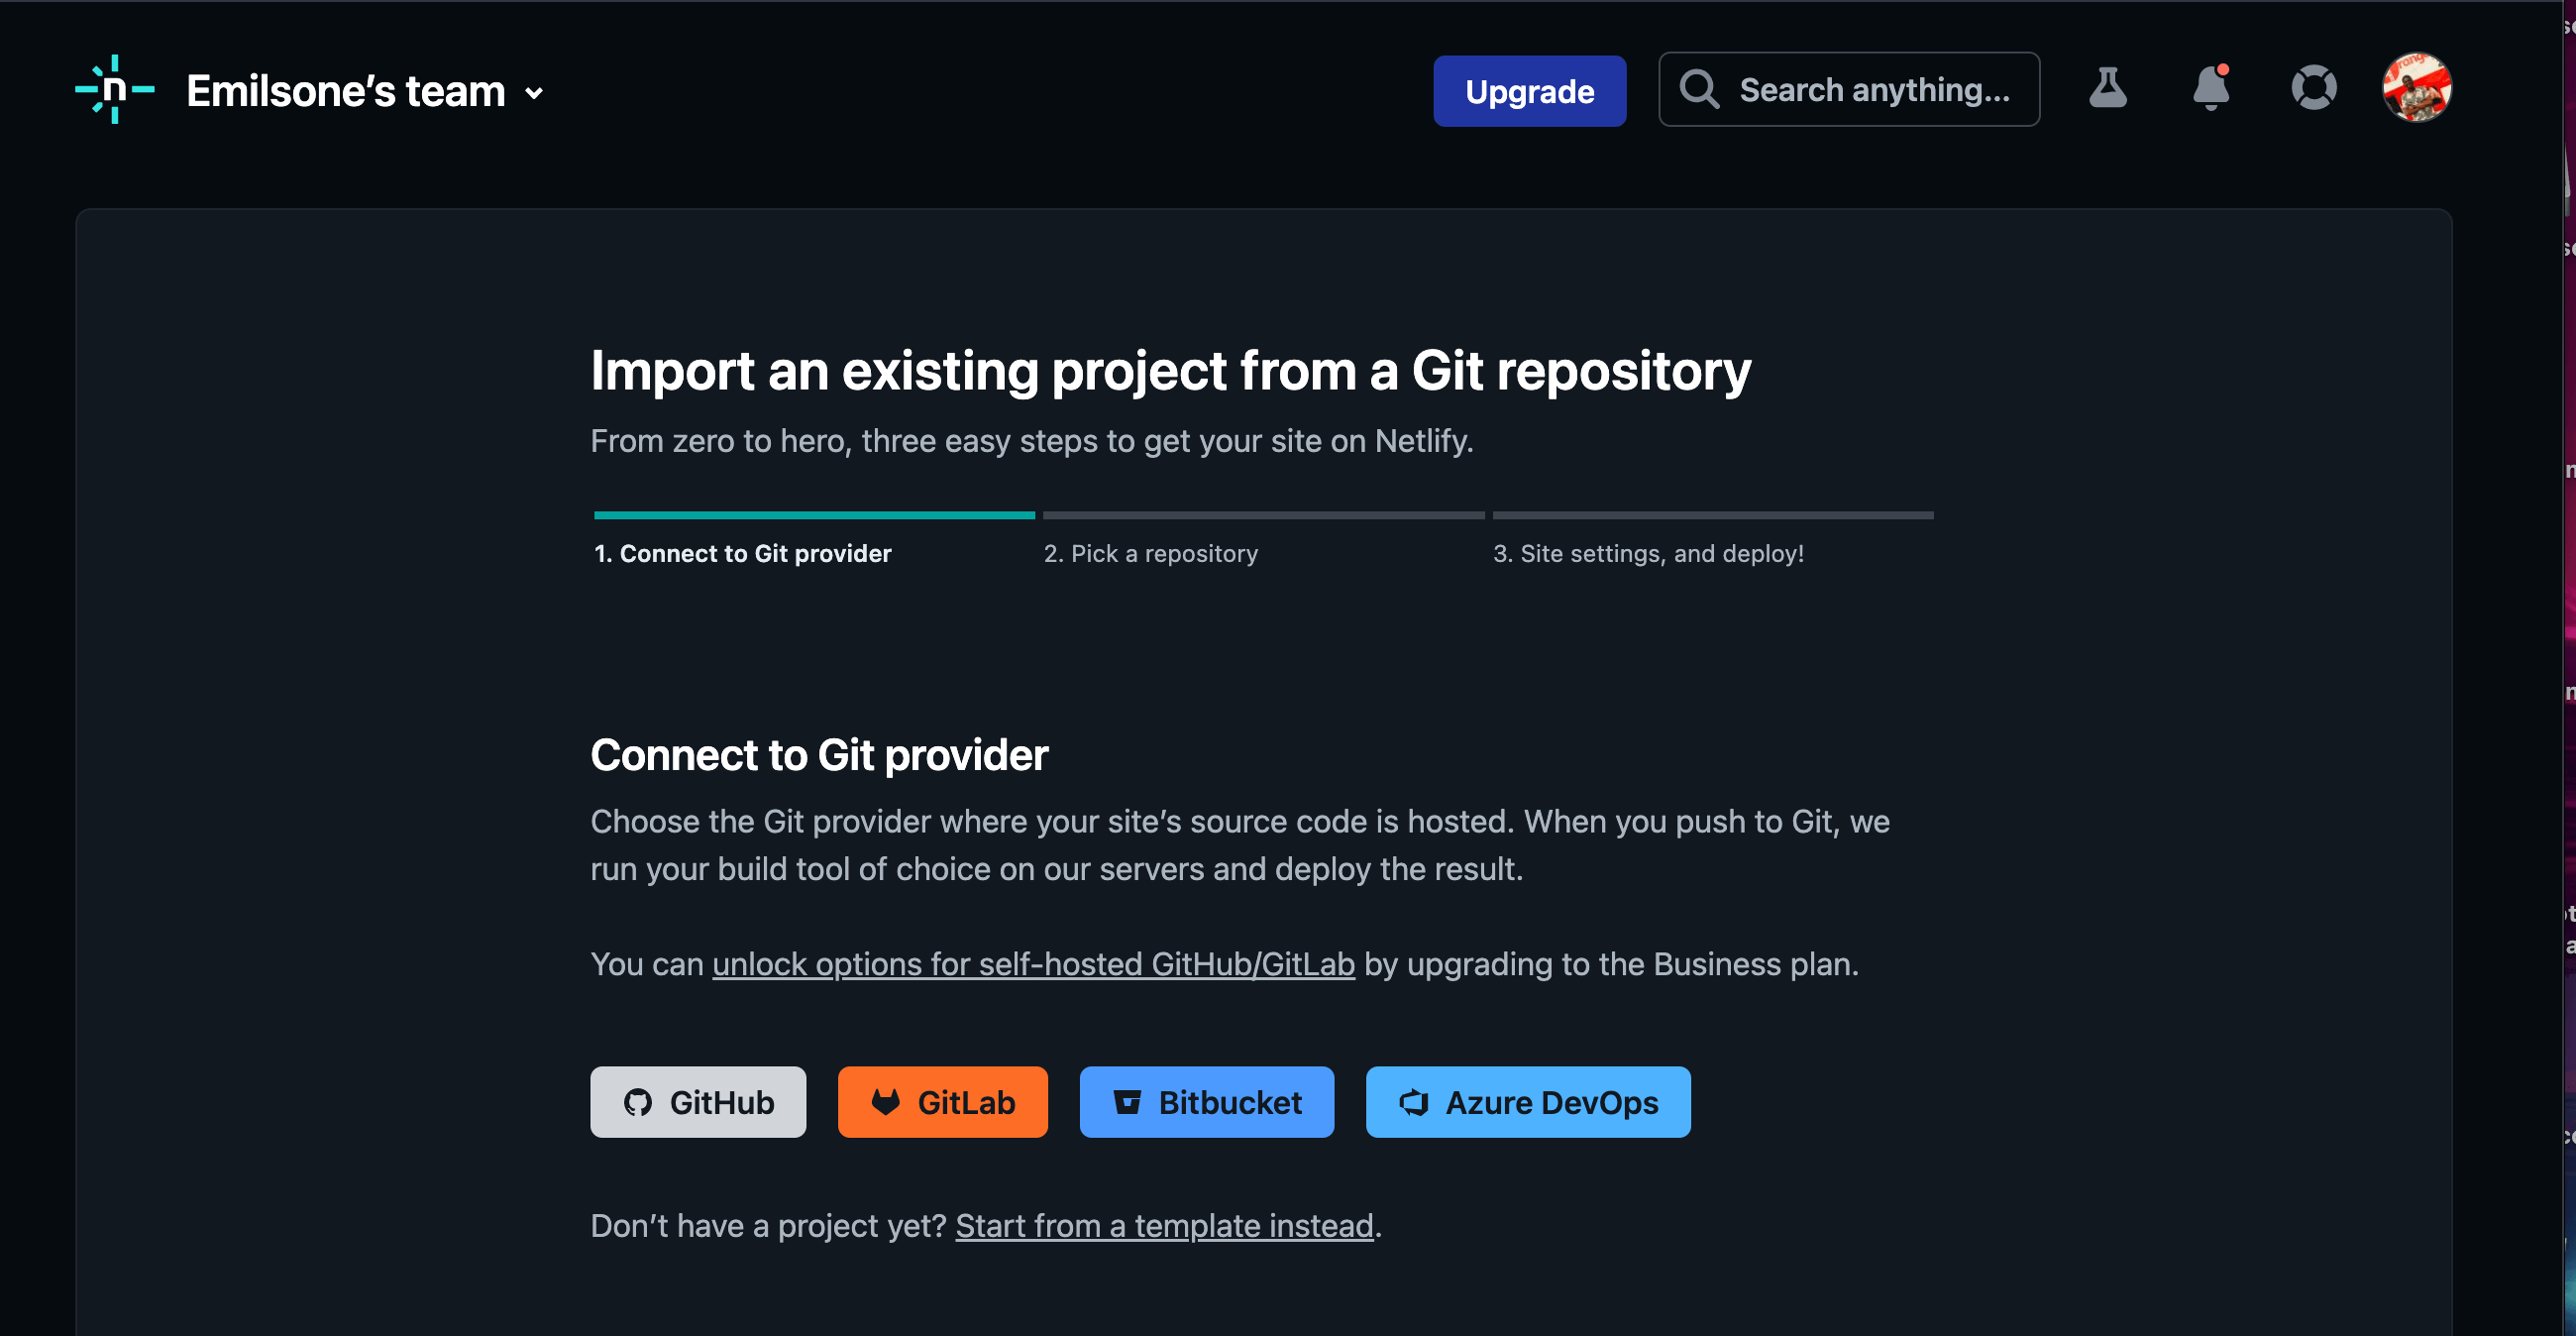 n Emilsone’s team
Upgrade
Search anything...
Import an existing project from a Git repository
From zero to hero, three easy steps to get your site on Netlify.
1. Connect to Git provider
2. Pick a repository
3. Site settings, and deploy!
Connect to Git provider
Choose the Git provider where your site’s source code is hosted. When you push to Git, we
run your build tool of choice on our servers and deploy the result.
You can unlock options for self-hosted GitHub/GitLab by upgrading to the Business plan.
GitHub
GitLab
Bitbucket
Azure DevOps
Don’t have a project yet? Start from a template instead.